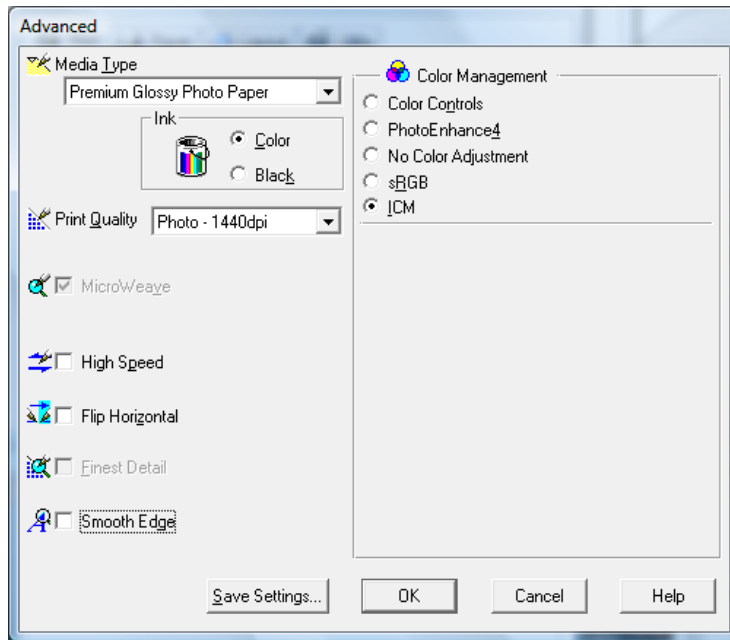 Advanced
Media Type
Premium Glossy Photo Paper
Ink
Color
Black
Print Quality
Photo - 1440dpi
MicroWeave
High Speed
Flip Horizontal
Finest Detail
Smooth Edge
Color Management
Color Controls
PhotoEnhance4
No Color Adjustment
sRGB
ICM
Save Settings...
OK
Cancel
Help